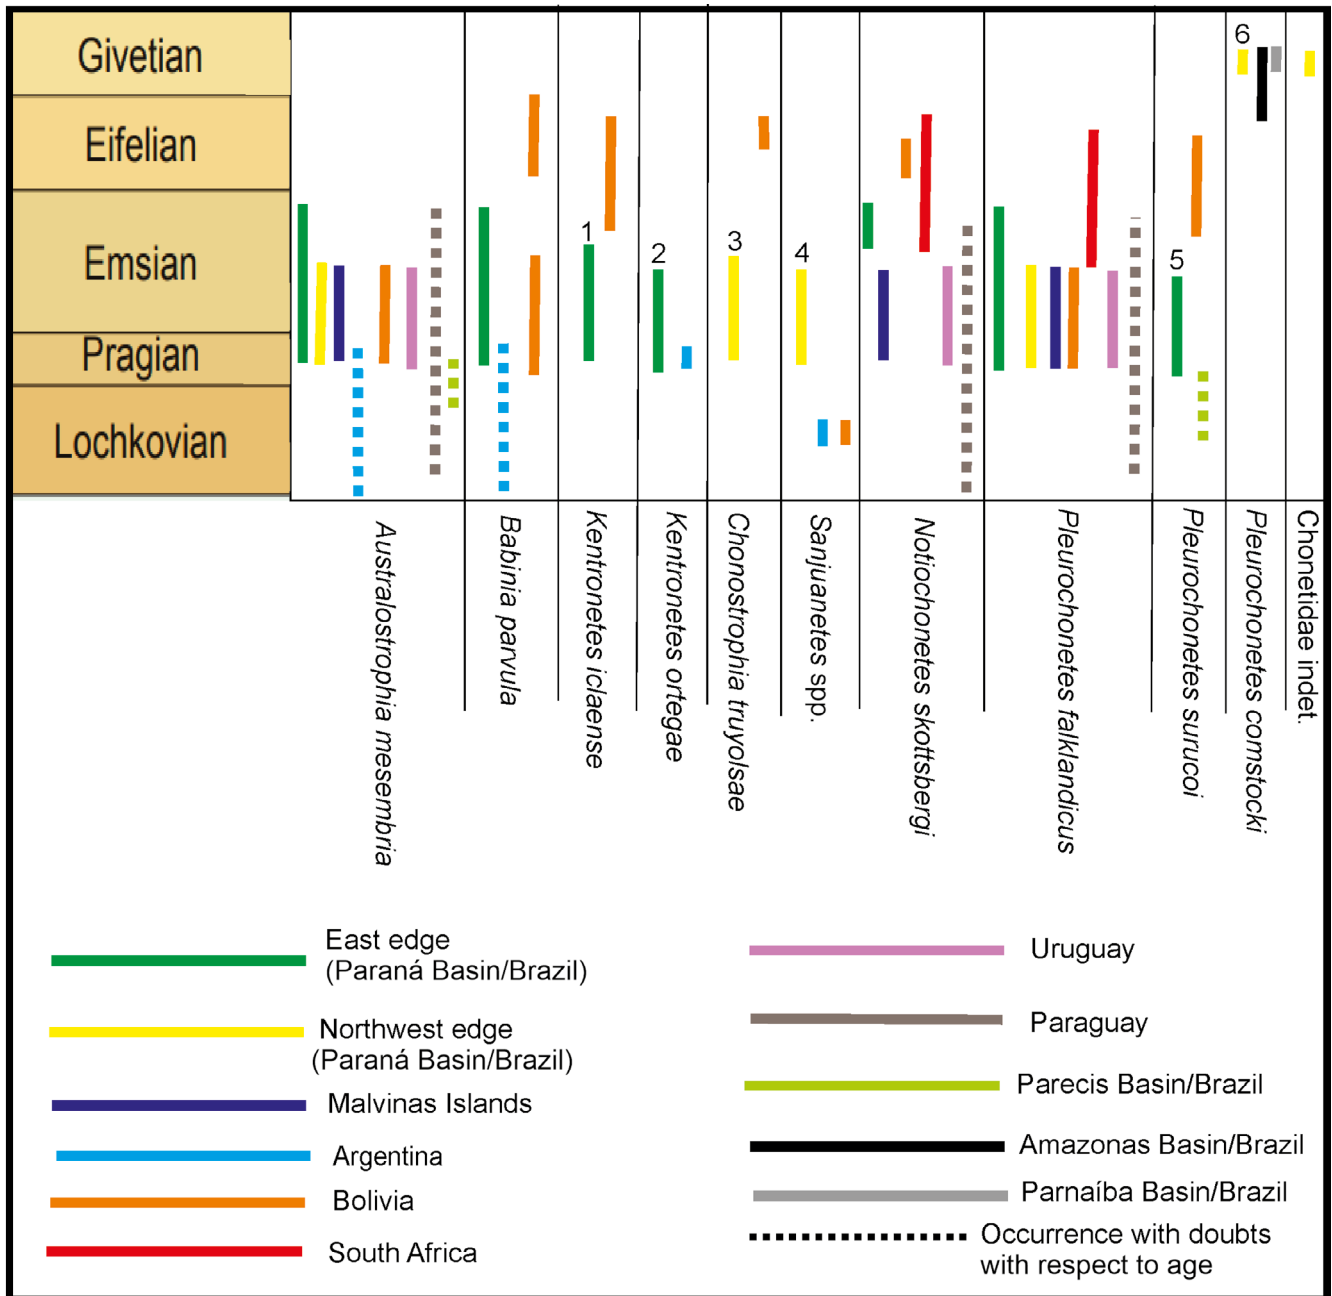 Givetian
Eifelian
Emsian
Pragian
Lochkovian
1
2
3
4
5
6
Australostrophia mesembria
Babinia parvula
Kentronetes iclaense
Kentronetes ortegae
Chonostrophia truyolsae
Sanjuanetes spp.
Notiochonetes skottsbergi
Pleurochonetes falklandicus
Pleurochonetes surucoi
Pleurochonetes comstocki
Chonetidae indet.
East edge
(Paraná Basin/Brazil)
Northwest edge
(Paraná Basin/Brazil)
Malvinas Islands
Argentina
Bolivia
South Africa
Uruguay
Paraguay
Parecis Basin/Brazil
Amazonas Basin/Brazil
Parnaíba Basin/Brazil
Occurrence with doubts
with respect to age